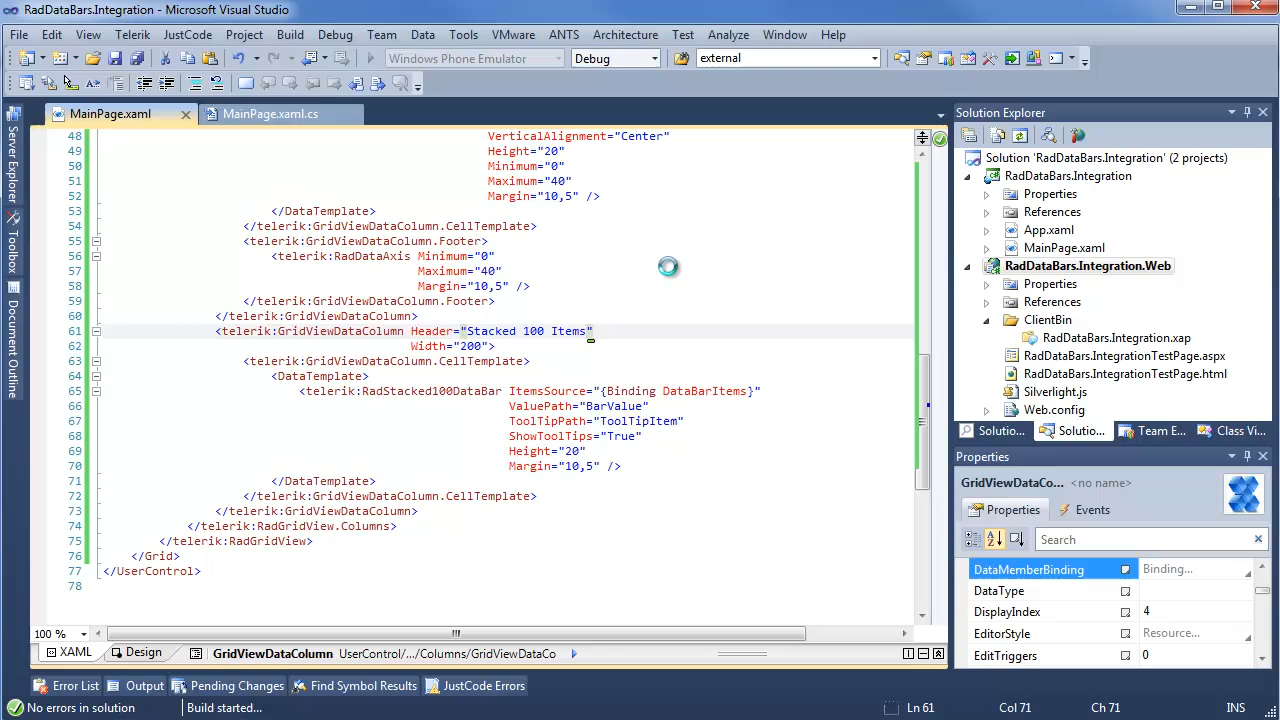 RadDataBars.Integration - Microsoft Visual Studio
File Edit View Telerik JustCode Project Build Debug Team Data Tools VMware ANTS Architecture Test Analyze Window Help
Windows Phone Emulator Debug external
MainPage.xaml MainPage.xaml.cs
Server Explorer
Toolbox
Document Outline
48 VerticalAlignment="Center"
49 Height="20"
50 Minimum="0"
51 Maximum="40"
52 Margin="10,5" />
53 </DataTemplate>
54 </telerik:GridViewDataColumn.CellTemplate>
55 <telerik:GridViewDataColumn.Footer>
56 <telerik:RadDataAxis Minimum="0"
57 Maximum="40"
58 Margin="10,5" />
59 </telerik:GridViewDataColumn.Footer>
60 </telerik:GridViewDataColumn>
61 <telerik:GridViewDataColumn Header="Stacked 100 Items"
62 Width="200">
63 <telerik:GridViewDataColumn.CellTemplate>
64 <DataTemplate>
65 <telerik:RadStacked100DataBar ItemsSource="{Binding DataBarItems}"
66 ValuePath="BarValue"
67 ToolTipPath="ToolTipItem"
68 ShowToolTips="True"
69 Height="20"
70 Margin="10,5" />
71 </DataTemplate>
72 </telerik:GridViewDataColumn.CellTemplate>
73 </telerik:GridViewDataColumn>
74 </telerik:RadGridView.Columns>
75 </telerik:RadGridView>
76 </Grid>
77 </UserControl>
78
100 %
XAML Design GridViewDataColumn UserControl/.../Columns/GridViewDataCo
Solution Explorer
Solution 'RadDataBars.Integration' (2 projects)
RadDataBars.Integration
Properties
References
App.xaml
MainPage.xaml
RadDataBars.Integration.Web
Properties
References
ClientBin
RadDataBars.Integration.xap
RadDataBars.IntegrationTestPage.aspx
RadDataBars.IntegrationTestPage.html
Silverlight.js
Web.config
Solutio... Solutio... Team E... Class Vi...
Properties
GridViewDataCo... <no name>
Properties Events
Search
DataMemberBinding Binding...
DataType
DisplayIndex 4
EditorStyle Resource...
EditTriggers 0
Error List Output Pending Changes Find Symbol Results JustCode Errors
No errors in solution Build started... Ln 61 Col 71 Ch 71 INS